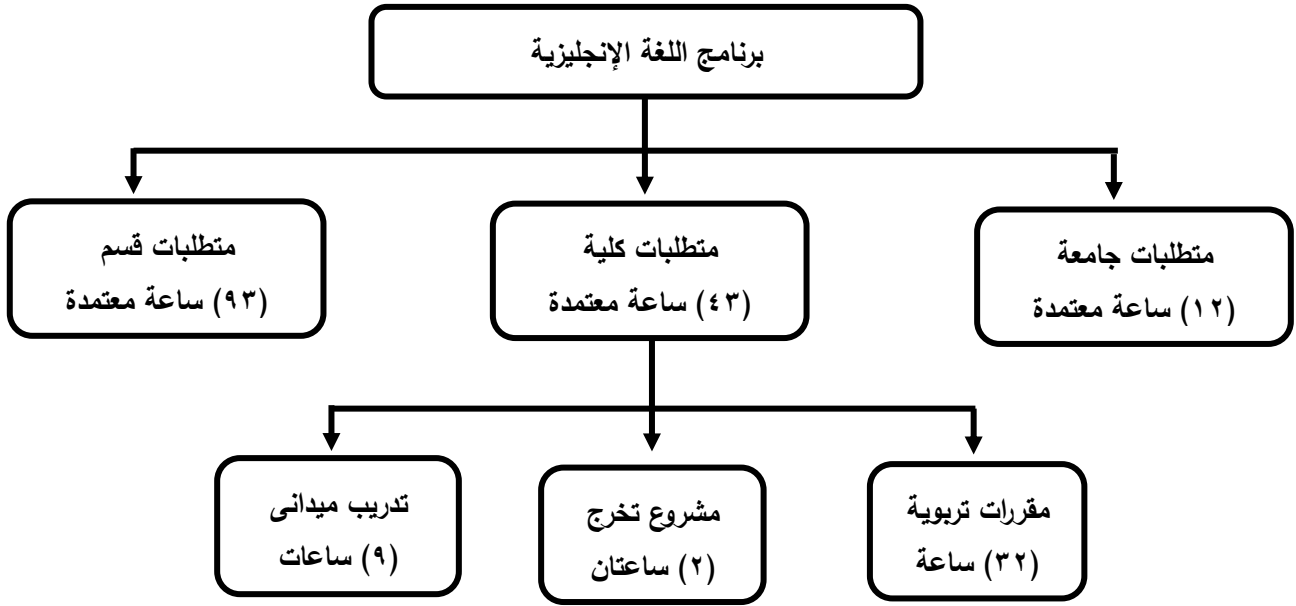 برنامج اللغة الإنجليزية
متطلبات جامعة
(١٢) ساعة معتمدة
متطلبات كلية
(٤٣) ساعة معتمدة
متطلبات قسم
(٩٣) ساعة معتمدة
مقررات تربوية
(٣٢) ساعة
مشروع تخرج
(٢) ساعتان
تدريب ميدانى
(٩) ساعات